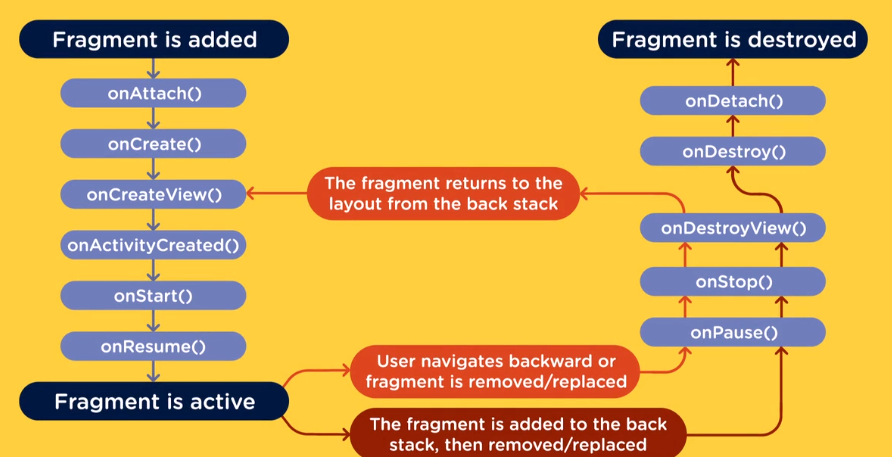 Fragment is added
onAttach()
onCreate()
onCreateView()
onActivityCreated()
onStart()
onResume()
Fragment is active
The fragment returns to the
layout from the back stack
User navigates backward or
fragment is removed/replaced
The fragment is added to the back
stack, then removed/replaced
Fragment is destroyed
onDetach()
onDestroy()
onDestroyView()
onStop()
onPause()